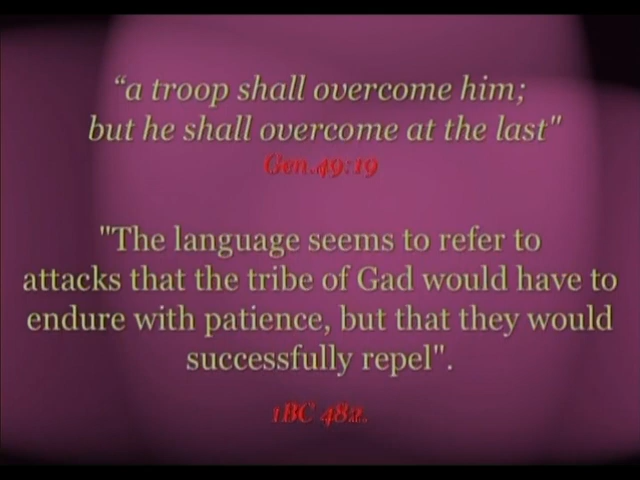 “a troop shall overcome him;
but he shall overcome at the last"
Gen.49:19
"The language seems to refer to
attacks that the tribe of Gad would have to
endure with patience, but that they would
successfully repel".
1BC 482.